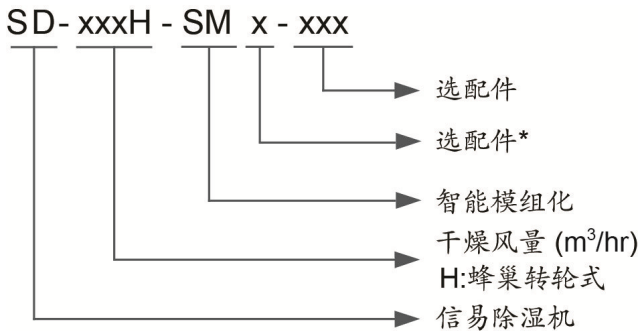 SD-xxxH-SM x-xxx
选配件
选配件*
智能模组化
干燥风量 (m³/hr)
H:蜂巢转轮式
信易除湿机